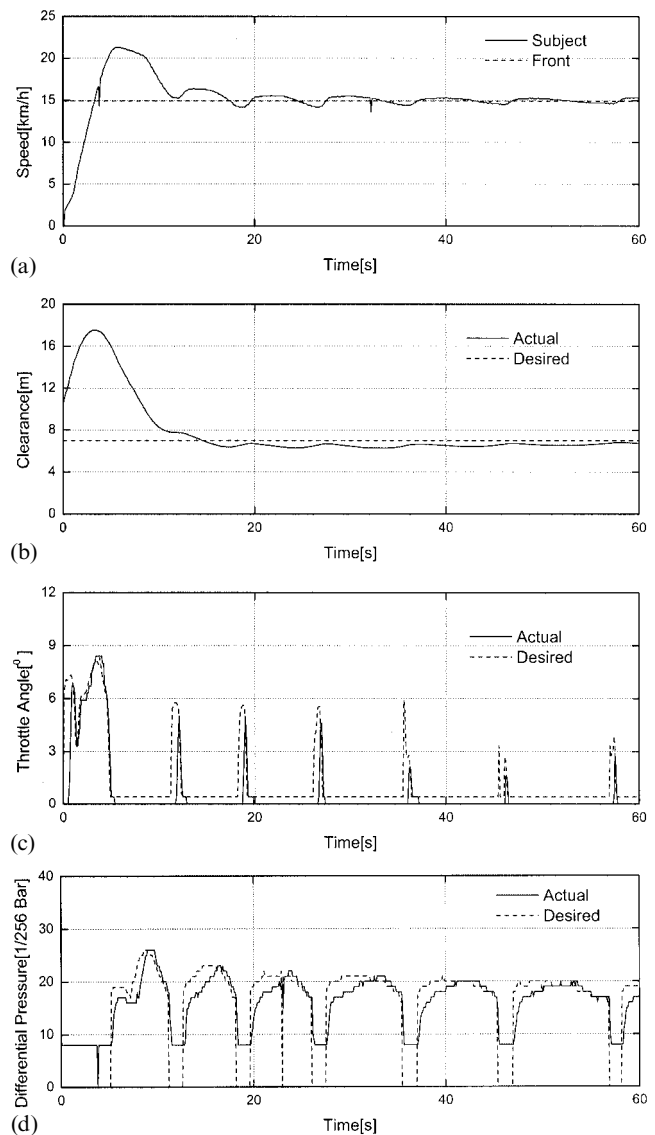 25
20
15
10
5
0
Speed[km/h]
Subject
Front
0
20
40
60
Time[s]
(a)
20
16
12
8
4
0
Clearance[m]
Actual
Desired
0
20
40
60
Time[s]
(b)
12
9
6
3
0
Throttle Angle[⁰]
Actual
Desired
0
20
40
60
Time[s]
(c)
40
30
20
10
0
Differential Pressure[1/256 Bar]
Actual
Desired
0
20
40
60
Time[s]
(d)